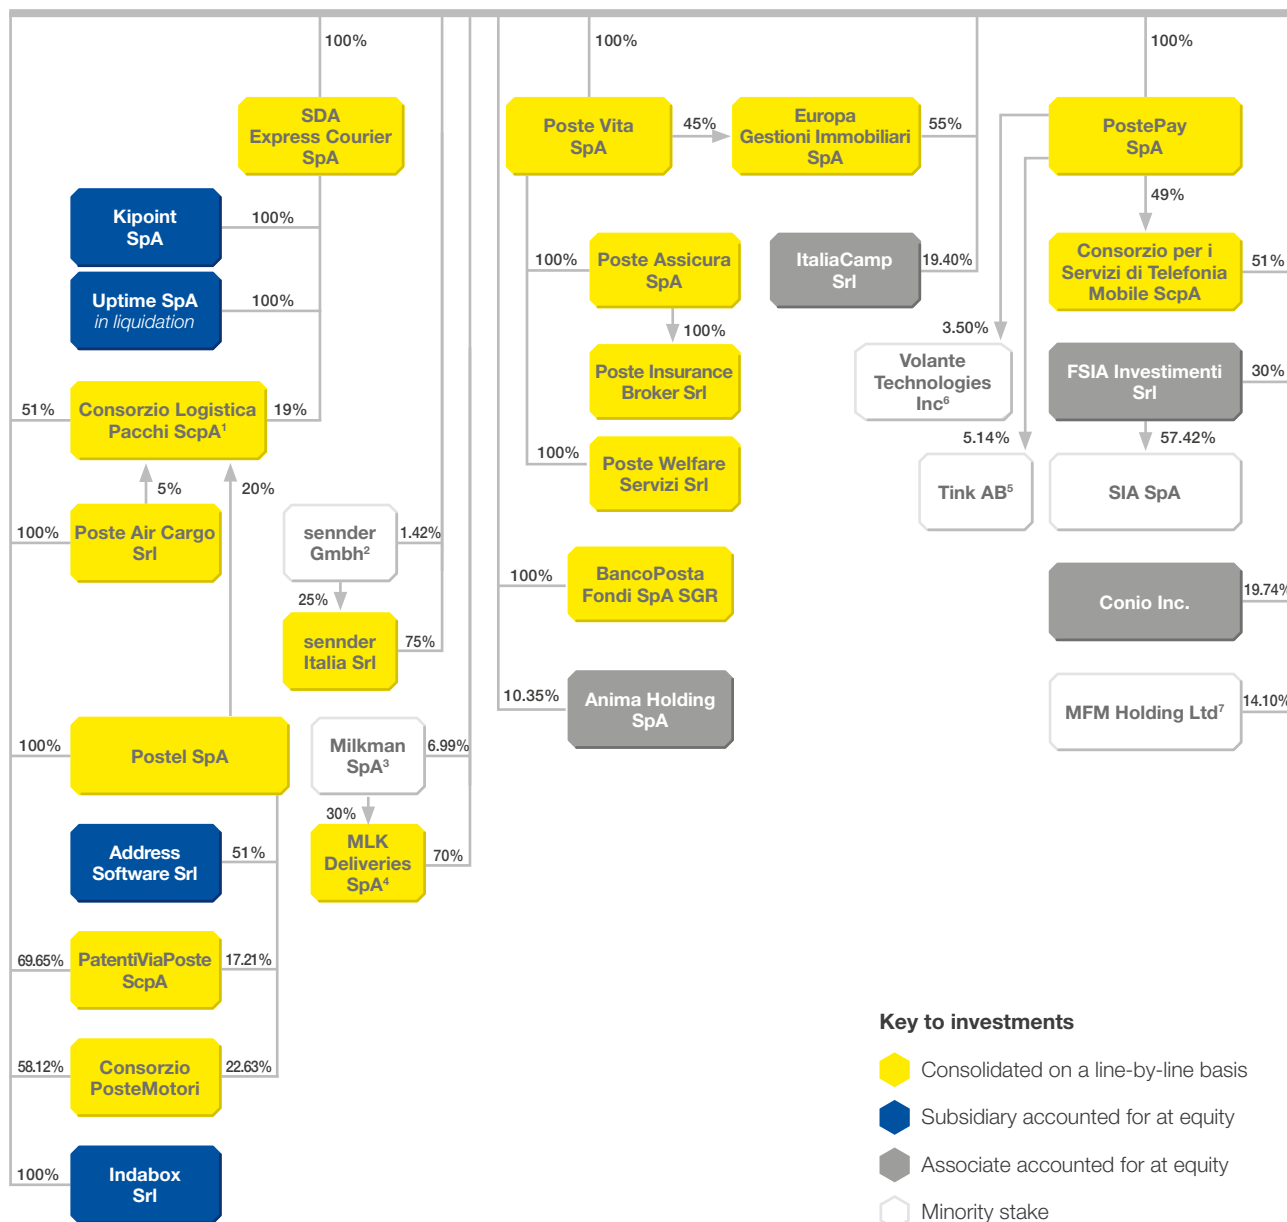 100%
100%
100%
SDA
Express Courier
SpA
Poste Vita
SpA
45%
Europa
Gestioni Immobiliari
SpA
55%
PostePay
SpA
49%
Kipoint
SpA
100%
Uptime SpA
in liquidation
100%
100%
Poste Assicura
SpA
ItaliaCamp
Srl
19.40%
Consorzio per i
Servizi di Telefonia
Mobile ScpA
51%
100%
3.50%
Poste Insurance
Broker Srl
Volante
Technologies
Inc⁶
FSIA Investimenti
Srl
30%
51%
Consorzio Logistica
Pacchi ScpA¹
19%
5.14%
57.42%
100%
Poste Welfare
Servizi Srl
Tink AB⁵
SIA SpA
5%
20%
100%
Poste Air Cargo
Srl
sennder
Gmbh²
1.42%
25%
100%
BancoPosta
Fondi SpA SGR
Conio Inc.
19.74%
sennder
Italia Srl
75%
10.35%
Anima Holding
SpA
MFM Holding Ltd⁷
14.10%
100%
Postel SpA
Milkman
SpA³
6.99%
30%
MLK
Deliveries
SpA⁴
70%
Address
Software Srl
51%
69.65%
PatentiViaPoste
ScpA
17.21%
58.12%
Consorzio
PosteMotori
22.63%
100%
Indabox
Srl
Key to investments
Consolidated on a line-by-line basis
Subsidiary accounted for at equity
Associate accounted for at equity
Minority stake